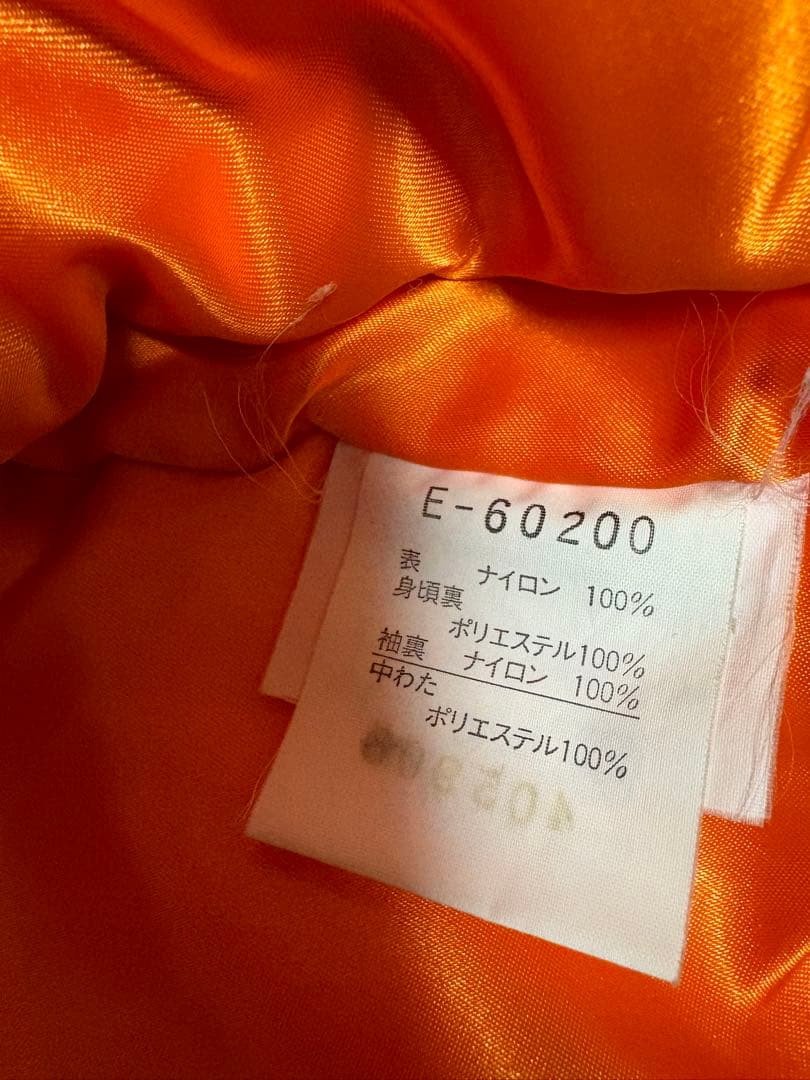 E-60200
表 ナイロン 100%
身頃裏
ポリエステル100%
袖裏 ナイロン 100%
中わた
ポリエステル100%